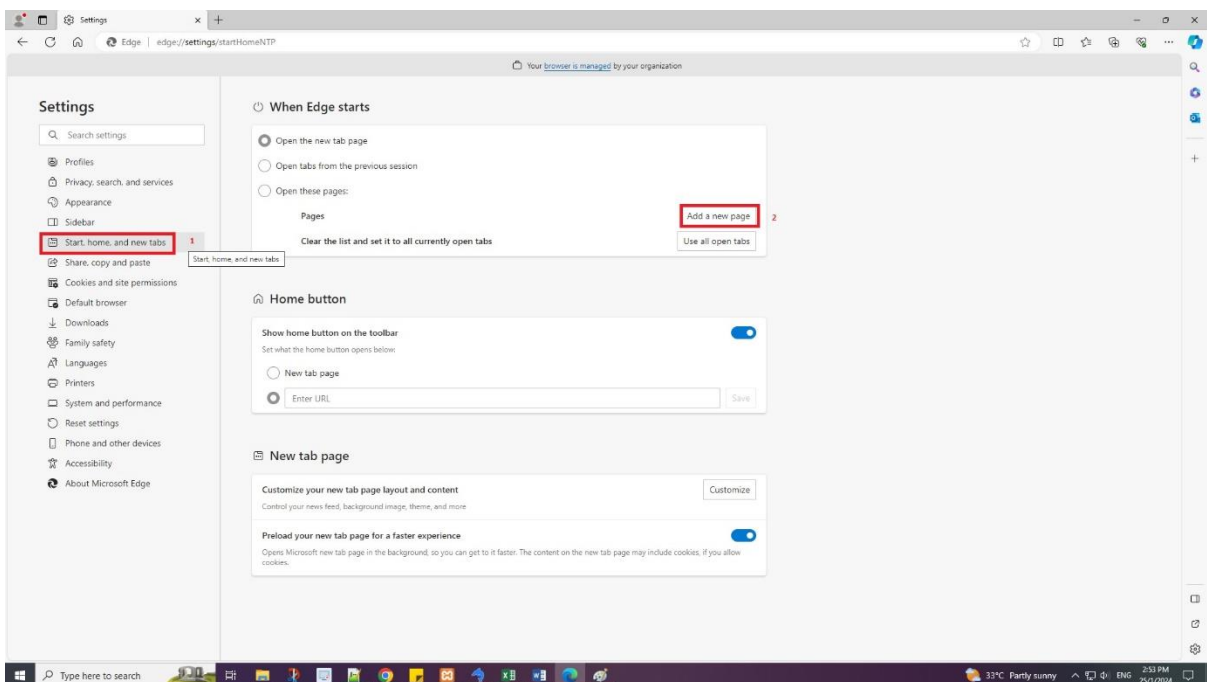 Settings
Edge | edge://settings/startHomeNTP
Your browser is managed by your organization
Settings
Search settings
Profiles
Privacy, search, and services
Appearance
Sidebar
Start, home, and new tabs 1
Start, home, and new tabs
Share, copy and paste
Cookies and site permissions
Default browser
Downloads
Family safety
Languages
Printers
System and performance
Reset settings
Phone and other devices
Accessibility
About Microsoft Edge
When Edge starts
Open the new tab page
Open tabs from the previous session
Open these pages:
Pages Add a new page 2
Clear the list and set it to all currently open tabs Use all open tabs
Home button
Show home button on the toolbar
Set what the home button opens below:
New tab page
Enter URL Save
New tab page
Customize your new tab page layout and content Customize
Control your news feed, background image, theme, and more
Preload your new tab page for a faster experience
Opens Microsoft new tab page in the background, so you can get to it faster. The content on the new tab page may include cookies, if you allow
cookies.
Type here to search 33°C Partly sunny ENG 2:53 PM
25/1/2024